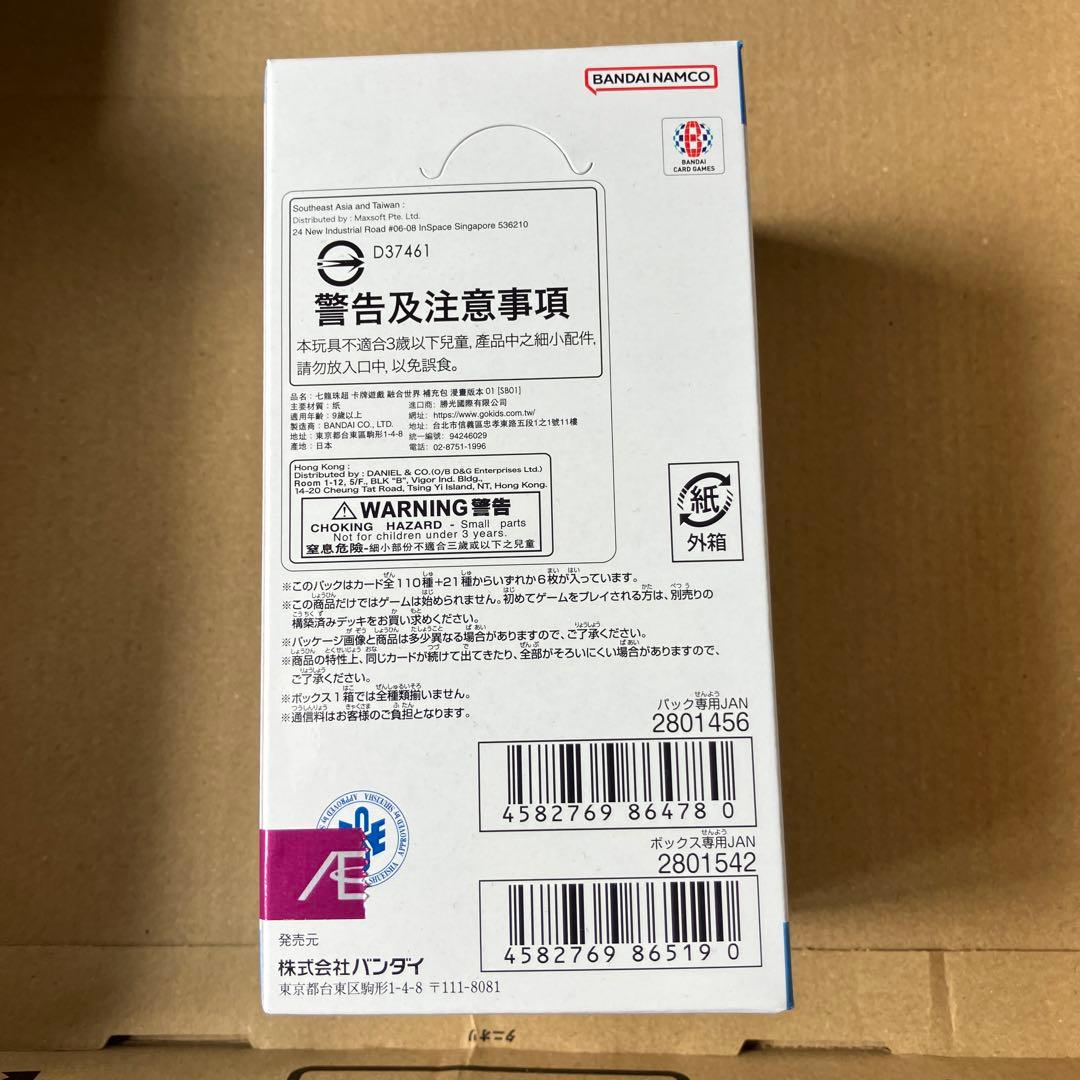 BANDAI NAMCO
BANDAI
CARD GAMES
Southeast Asia and Taiwan :
Distributed by : Maxsoft Pte. Ltd.
24 New Industrial Road #06-08 InSpace Singapore 536210
D37461
警告及注意事項
本玩具不適合3歲以下兒童, 產品中之細小配件,
請勿放入口中, 以免誤食。
品名：七龍珠超 卡牌遊戲 融合世界 補充包 漫畫版本 01 [SB01]
主要材質：紙 進口商：勝光國際有限公司
適用年齡：9歲以上 網址：https://www.gokids.com.tw/
製造商：BANDAI CO., LTD. 地址：台北市信義區忠孝東路五段1之1號11樓
地址：東京都台東區駒形1-4-8 統一編號：94246029
產地：日本 電話：02-8751-1996
Hong Kong :
Distributed by : DANIEL & CO.(O/B D&G Enterprises Ltd.)
Room 1-12, 5/F., BLK "B", Vigor Ind. Bldg.,
14-20 Cheung Tat Road, Tsing Yi Island, NT, Hong Kong.
⚠WARNING 警告
CHOKING HAZARD - Small parts
Not for children under 3 years.
窒息危險-細小部份不適合三歲或以下之兒童
紙
外箱
※このパックはカード全110種+21種からいずれか6枚が入っています。
※この商品だけではゲームは始められません。初めてゲームをプレイされる方は、別売りの
構築済みデッキをお買い求めください。
※パッケージ画像と商品は多少異なる場合がありますので、ご了承ください。
※商品の特性上、同じカードが続けて出てきたり、全部がそろいにくい場合がありますので、
ご了承ください。
※ボックス1箱では全種類揃いません。
※通信料はお客様のご負担となります。
パック専用JAN
2801456
4582769 864780
ボックス専用JAN
2801542
4582769 865190
APPROVED by SHUEISHA
Æ
発売元
株式会社バンダイ
東京都台東区駒形1-4-8 〒111-8081
タニオリ